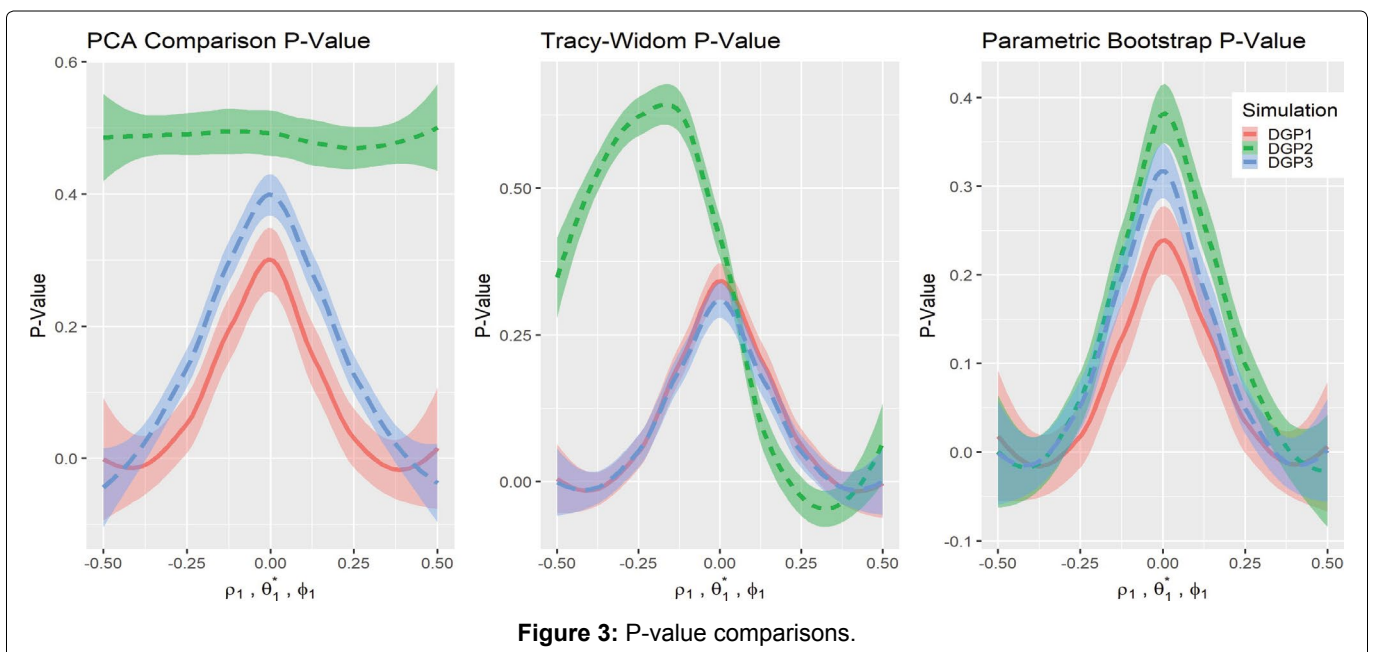 PCA Comparison P-Value
0.6
0.4
0.2
0.0
P-Value
-0.50 -0.25 0.00 0.25 0.50
ρ1 , θ*1 , ϕ1
Tracy-Widom P-Value
0.50
0.25
0.00
P-Value
-0.50 -0.25 0.00 0.25 0.50
ρ1 , θ*1 , ϕ1
Parametric Bootstrap P-Value
0.4
0.3
0.2
0.1
0.0
-0.1
P-Value
-0.50 -0.25 0.00 0.25 0.50
ρ1 , θ*1 , ϕ1
Simulation
DGP1
DGP2
DGP3
Figure 3: P-value comparisons.